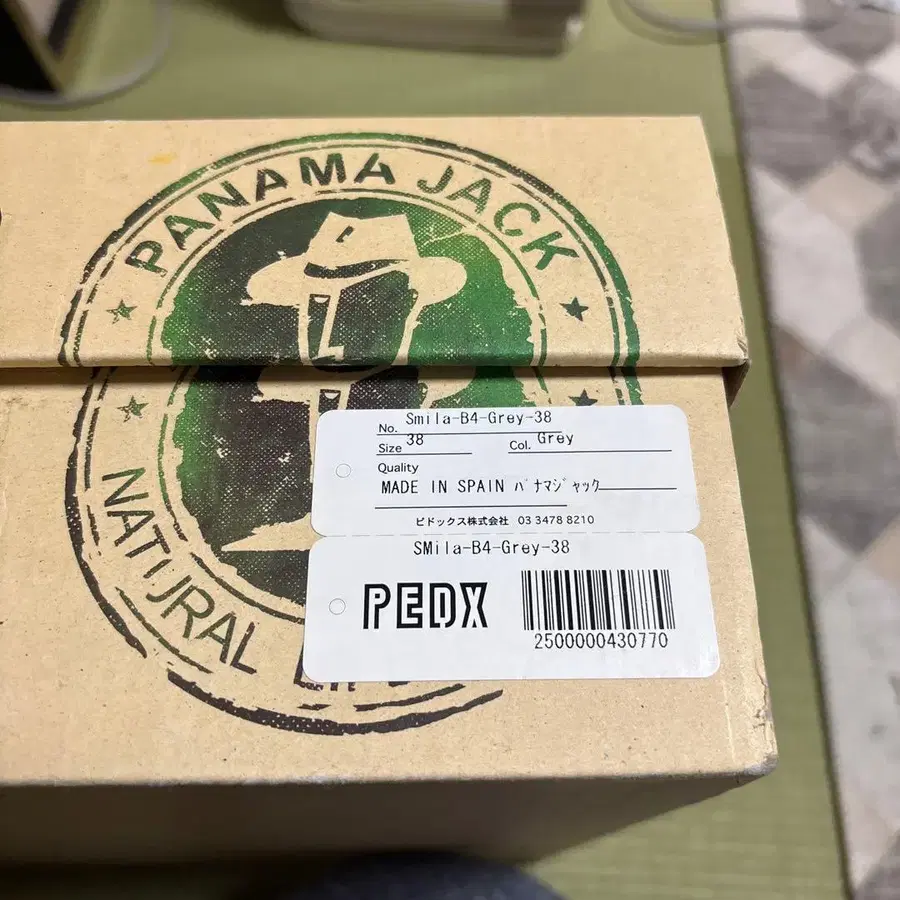 PANAMA JACK
NATURAL
No. Smila-B4-Grey-38
Size 38 Col. Grey
Quality
MADE IN SPAIN パナマジャック
ピドックス株式会社 03 3478 8210
SMila-B4-Grey-38
PEDX
2500000430770